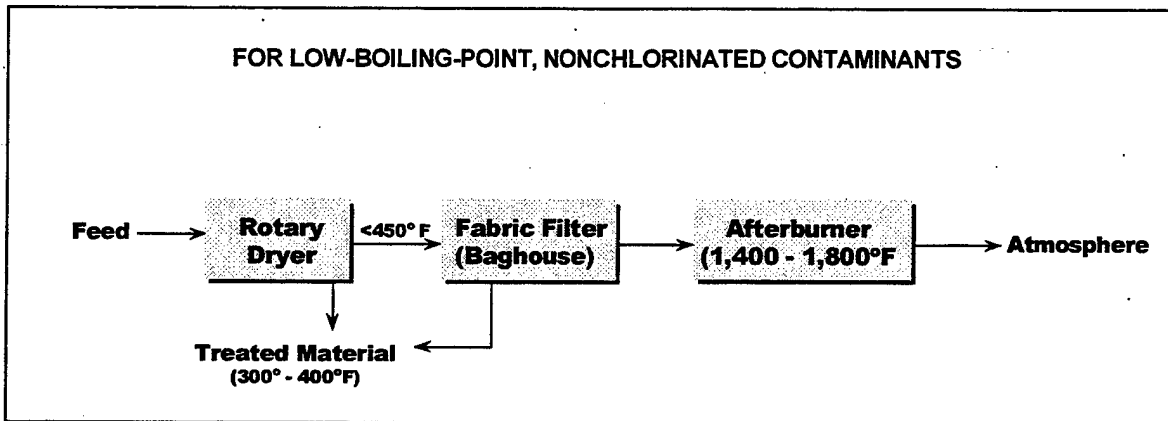 FOR LOW-BOILING-POINT, NONCHLORINATED CONTAMINANTS
Feed
Rotary
Dryer
<450° F
Fabric Filter
(Baghouse)
Afterburner
(1,400 - 1,800°F
Atmosphere
Treated Material
(300° - 400°F)